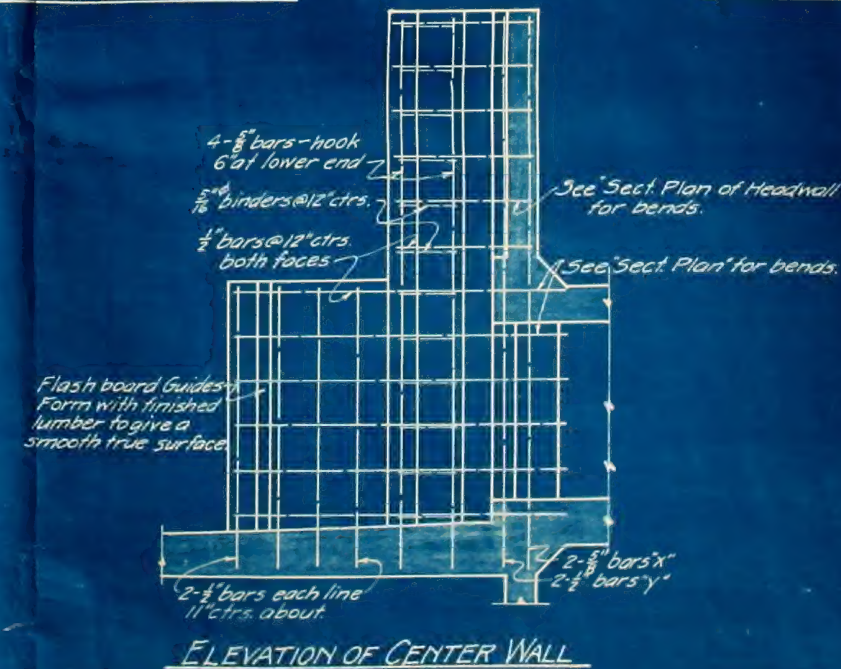 4-5/8" bars-hook
6" at lower end
5/16"ᶲ binders@12"ctrs.
1/2" bars@12"ctrs.
both faces
See "Sect. Plan of Headwall
for bends.
See "Sect. Plan" for bends.
Flash board Guides-
Form with finished
lumber to give a
smooth true surface.
2-5/8" bars "x"
2-1/2" bars "y"
2-1/2" bars each line
11" ctrs. about.
ELEVATION OF CENTER WALL